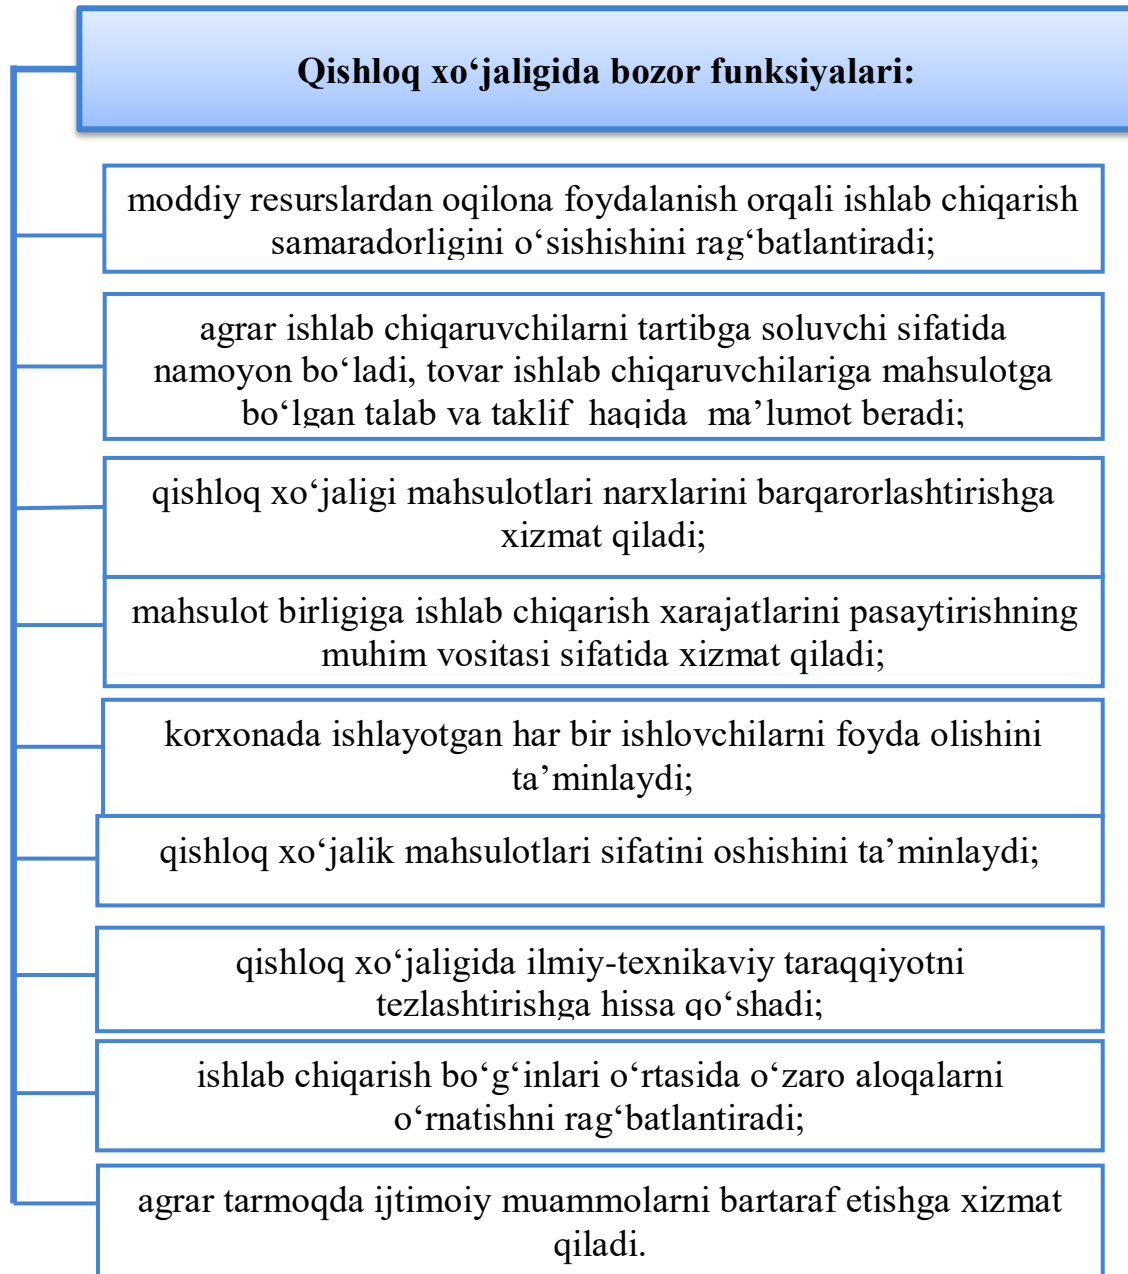 Qishloq xo‘jaligida bozor funksiyalari:
moddiy resurslardan oqilona foydalanish orqali ishlab chiqarish
samaradorligini o‘sishishini rag‘batlantiradi;
agrar ishlab chiqaruvchilarni tartibga soluvchi sifatida
namoyon bo‘ladi, tovar ishlab chiqaruvchilariga mahsulotga
bo‘lgan talab va taklif  haqida  ma’lumot beradi;
qishloq xo‘jaligi mahsulotlari narxlarini barqarorlashtirishga
xizmat qiladi;
mahsulot birligiga ishlab chiqarish xarajatlarini pasaytirishning
muhim vositasi sifatida xizmat qiladi;
korxonada ishlayotgan har bir ishlovchilarni foyda olishini
ta’minlaydi;
qishloq xo‘jalik mahsulotlari sifatini oshishini ta’minlaydi;
qishloq xo‘jaligida ilmiy-texnikaviy taraqqiyotni
tezlashtirishga hissa qo‘shadi;
ishlab chiqarish bo‘g‘inlari o‘rtasida o‘zaro aloqalarni
o‘rnatishni rag‘batlantiradi;
agrar tarmoqda ijtimoiy muammolarni bartaraf etishga xizmat
qiladi.